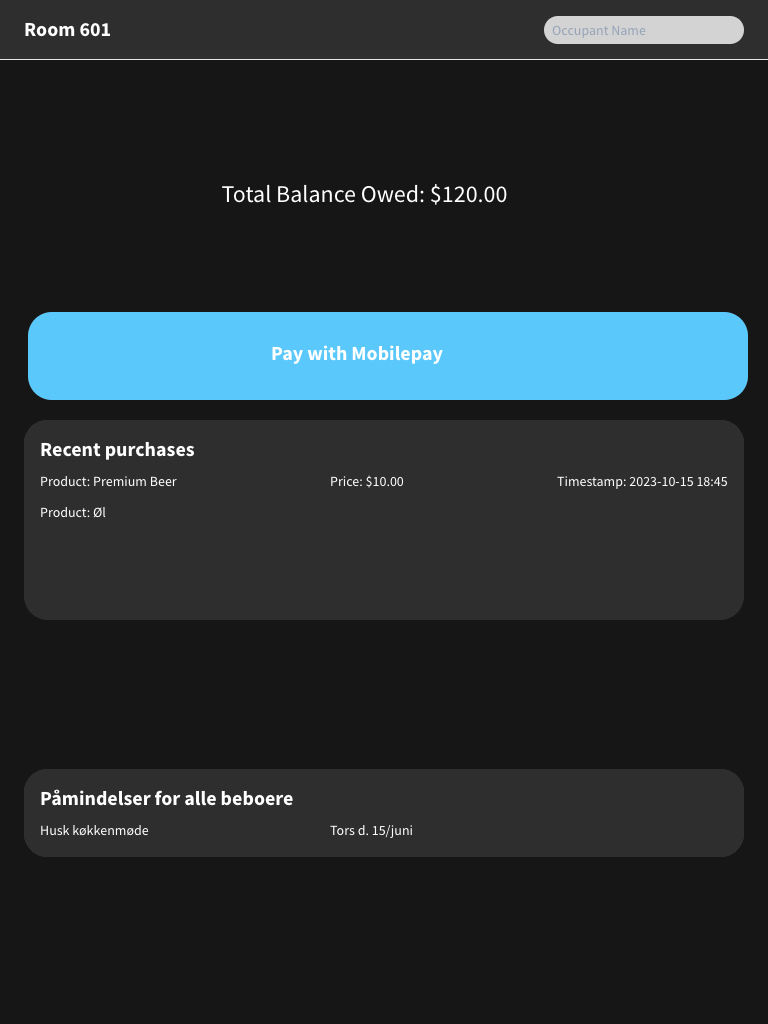 Room 601
Occupant Name
Total Balance Owed: $120.00
Pay with Mobilepay
Recent purchases
Product: Premium Beer Price: $10.00 Timestamp: 2023-10-15 18:45
Product: Øl
Påmindelser for alle beboere
Husk køkkenmøde Tors d. 15/juni